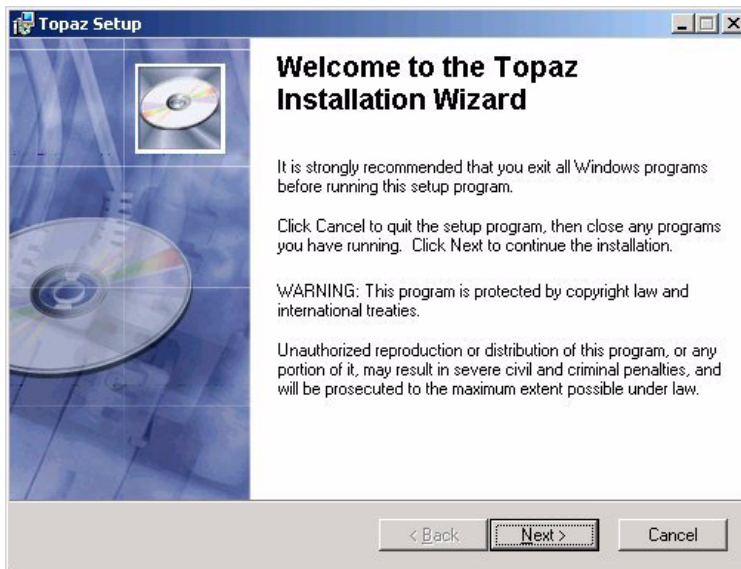 Topaz Setup
Welcome to the Topaz
Installation Wizard
It is strongly recommended that you exit all Windows programs
before running this setup program.
Click Cancel to quit the setup program, then close any programs
you have running. Click Next to continue the installation.
WARNING: This program is protected by copyright law and
international treaties.
Unauthorized reproduction or distribution of this program, or any
portion of it, may result in severe civil and criminal penalties, and
will be prosecuted to the maximum extent possible under law.
< Back Next > Cancel